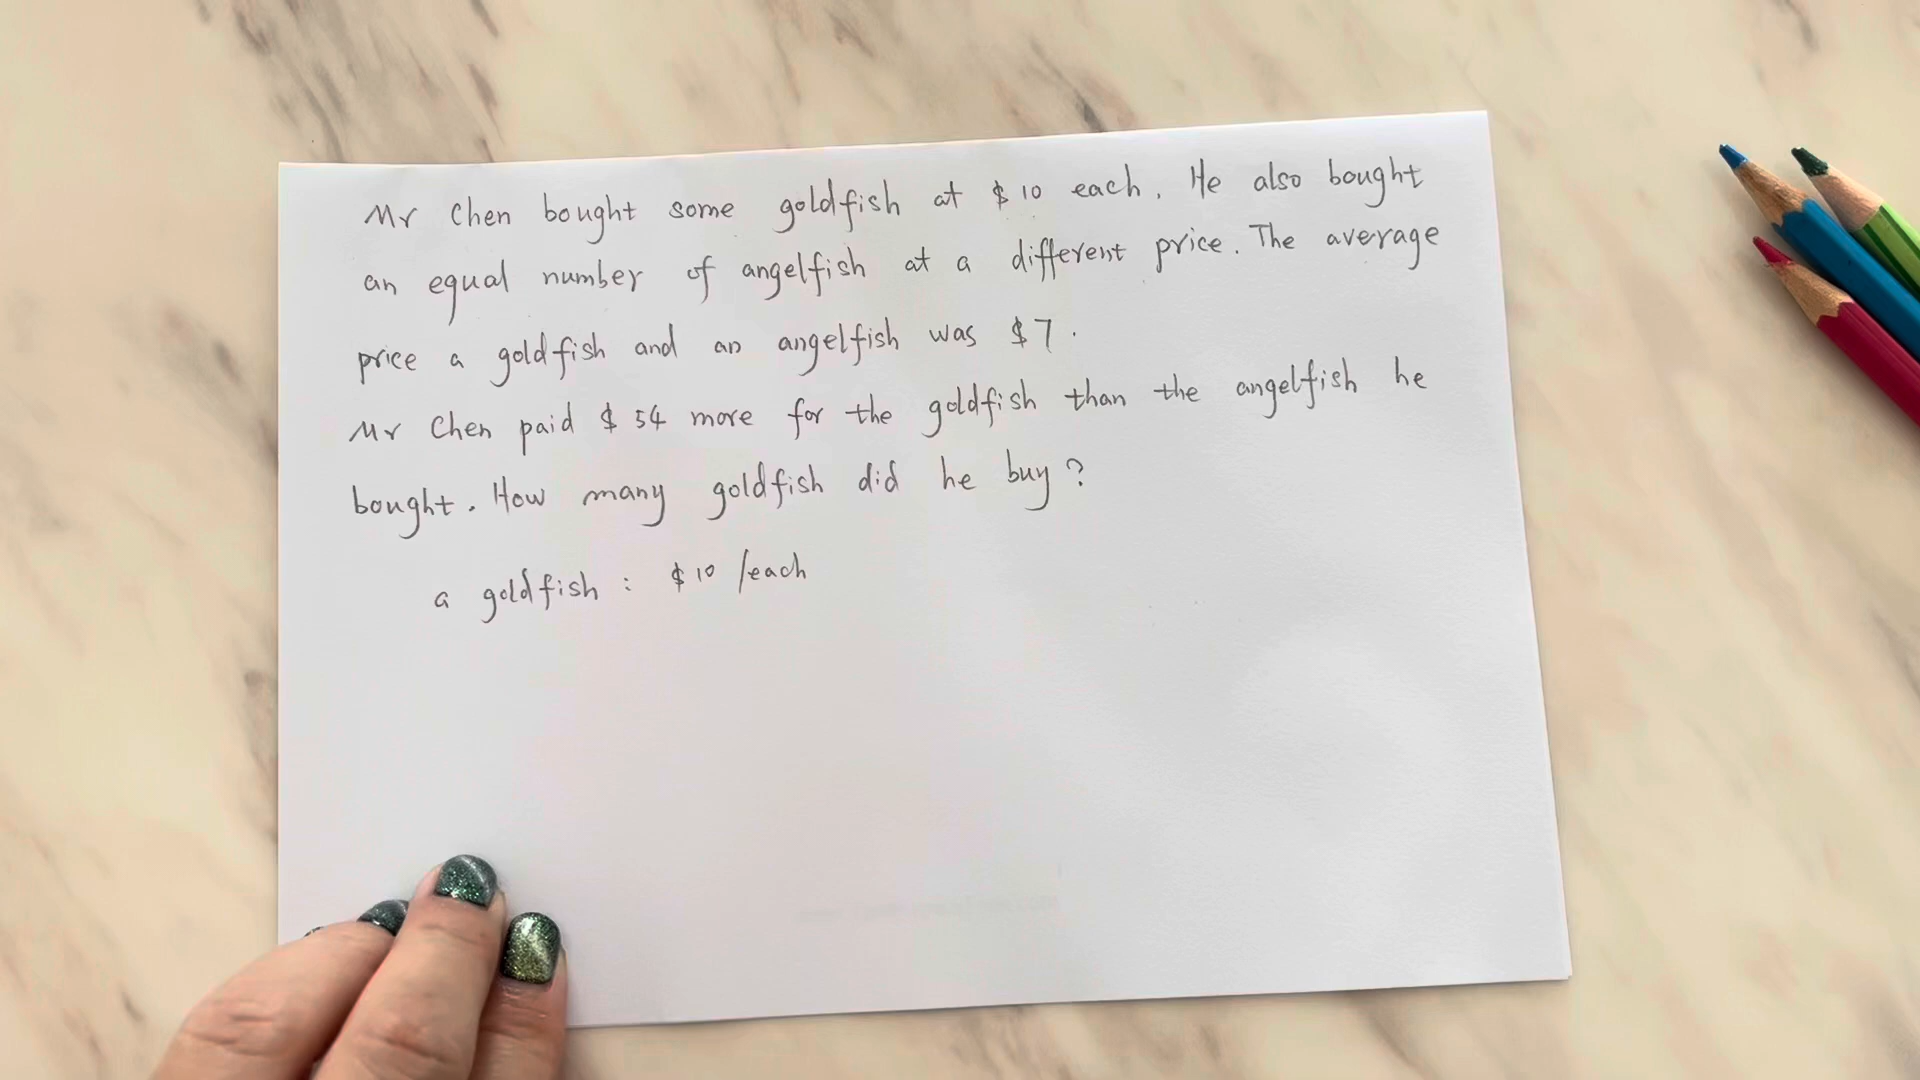 Mr Chen bought some goldfish at $10 each. He also bought
an equal number of angelfish at a different price. The average
price a goldfish and an angelfish was $7.
Mr Chen paid $54 more for the goldfish than the angelfish he
bought. How many goldfish did he buy?
a goldfish: $10 /each